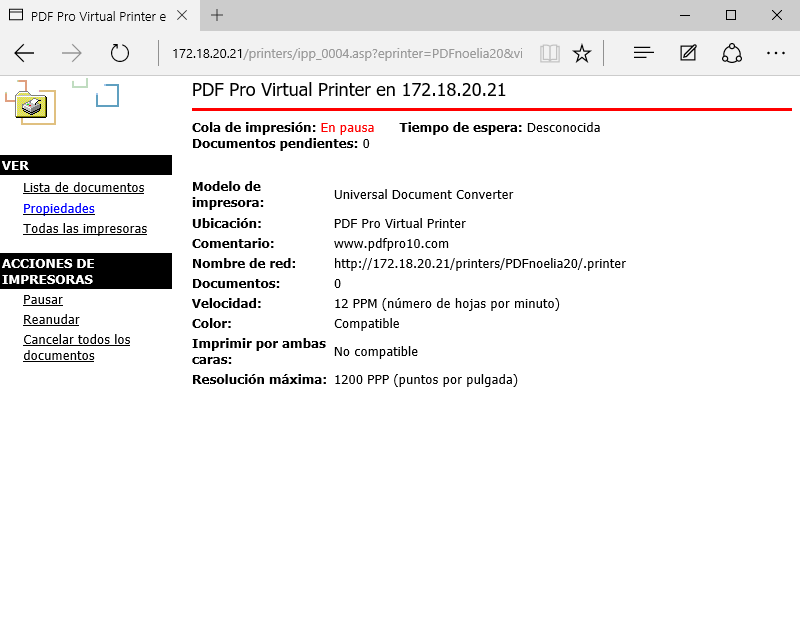 PDF Pro Virtual Printer e
172.18.20.21/printers/ipp_0004.asp?eprinter=PDFnoelia20&vi
PDF Pro Virtual Printer en 172.18.20.21
Cola de impresión: En pausa Tiempo de espera: Desconocida
Documentos pendientes: 0
VER
Lista de documentos
Propiedades
Todas las impresoras
ACCIONES DE
IMPRESORAS
Pausar
Reanudar
Cancelar todos los
documentos
Modelo de
impresora: Universal Document Converter
Ubicación: PDF Pro Virtual Printer
Comentario: www.pdfpro10.com
Nombre de red: http://172.18.20.21/printers/PDFnoelia20/.printer
Documentos: 0
Velocidad: 12 PPM (número de hojas por minuto)
Color: Compatible
Imprimir por ambas
caras: No compatible
Resolución máxima: 1200 PPP (puntos por pulgada)